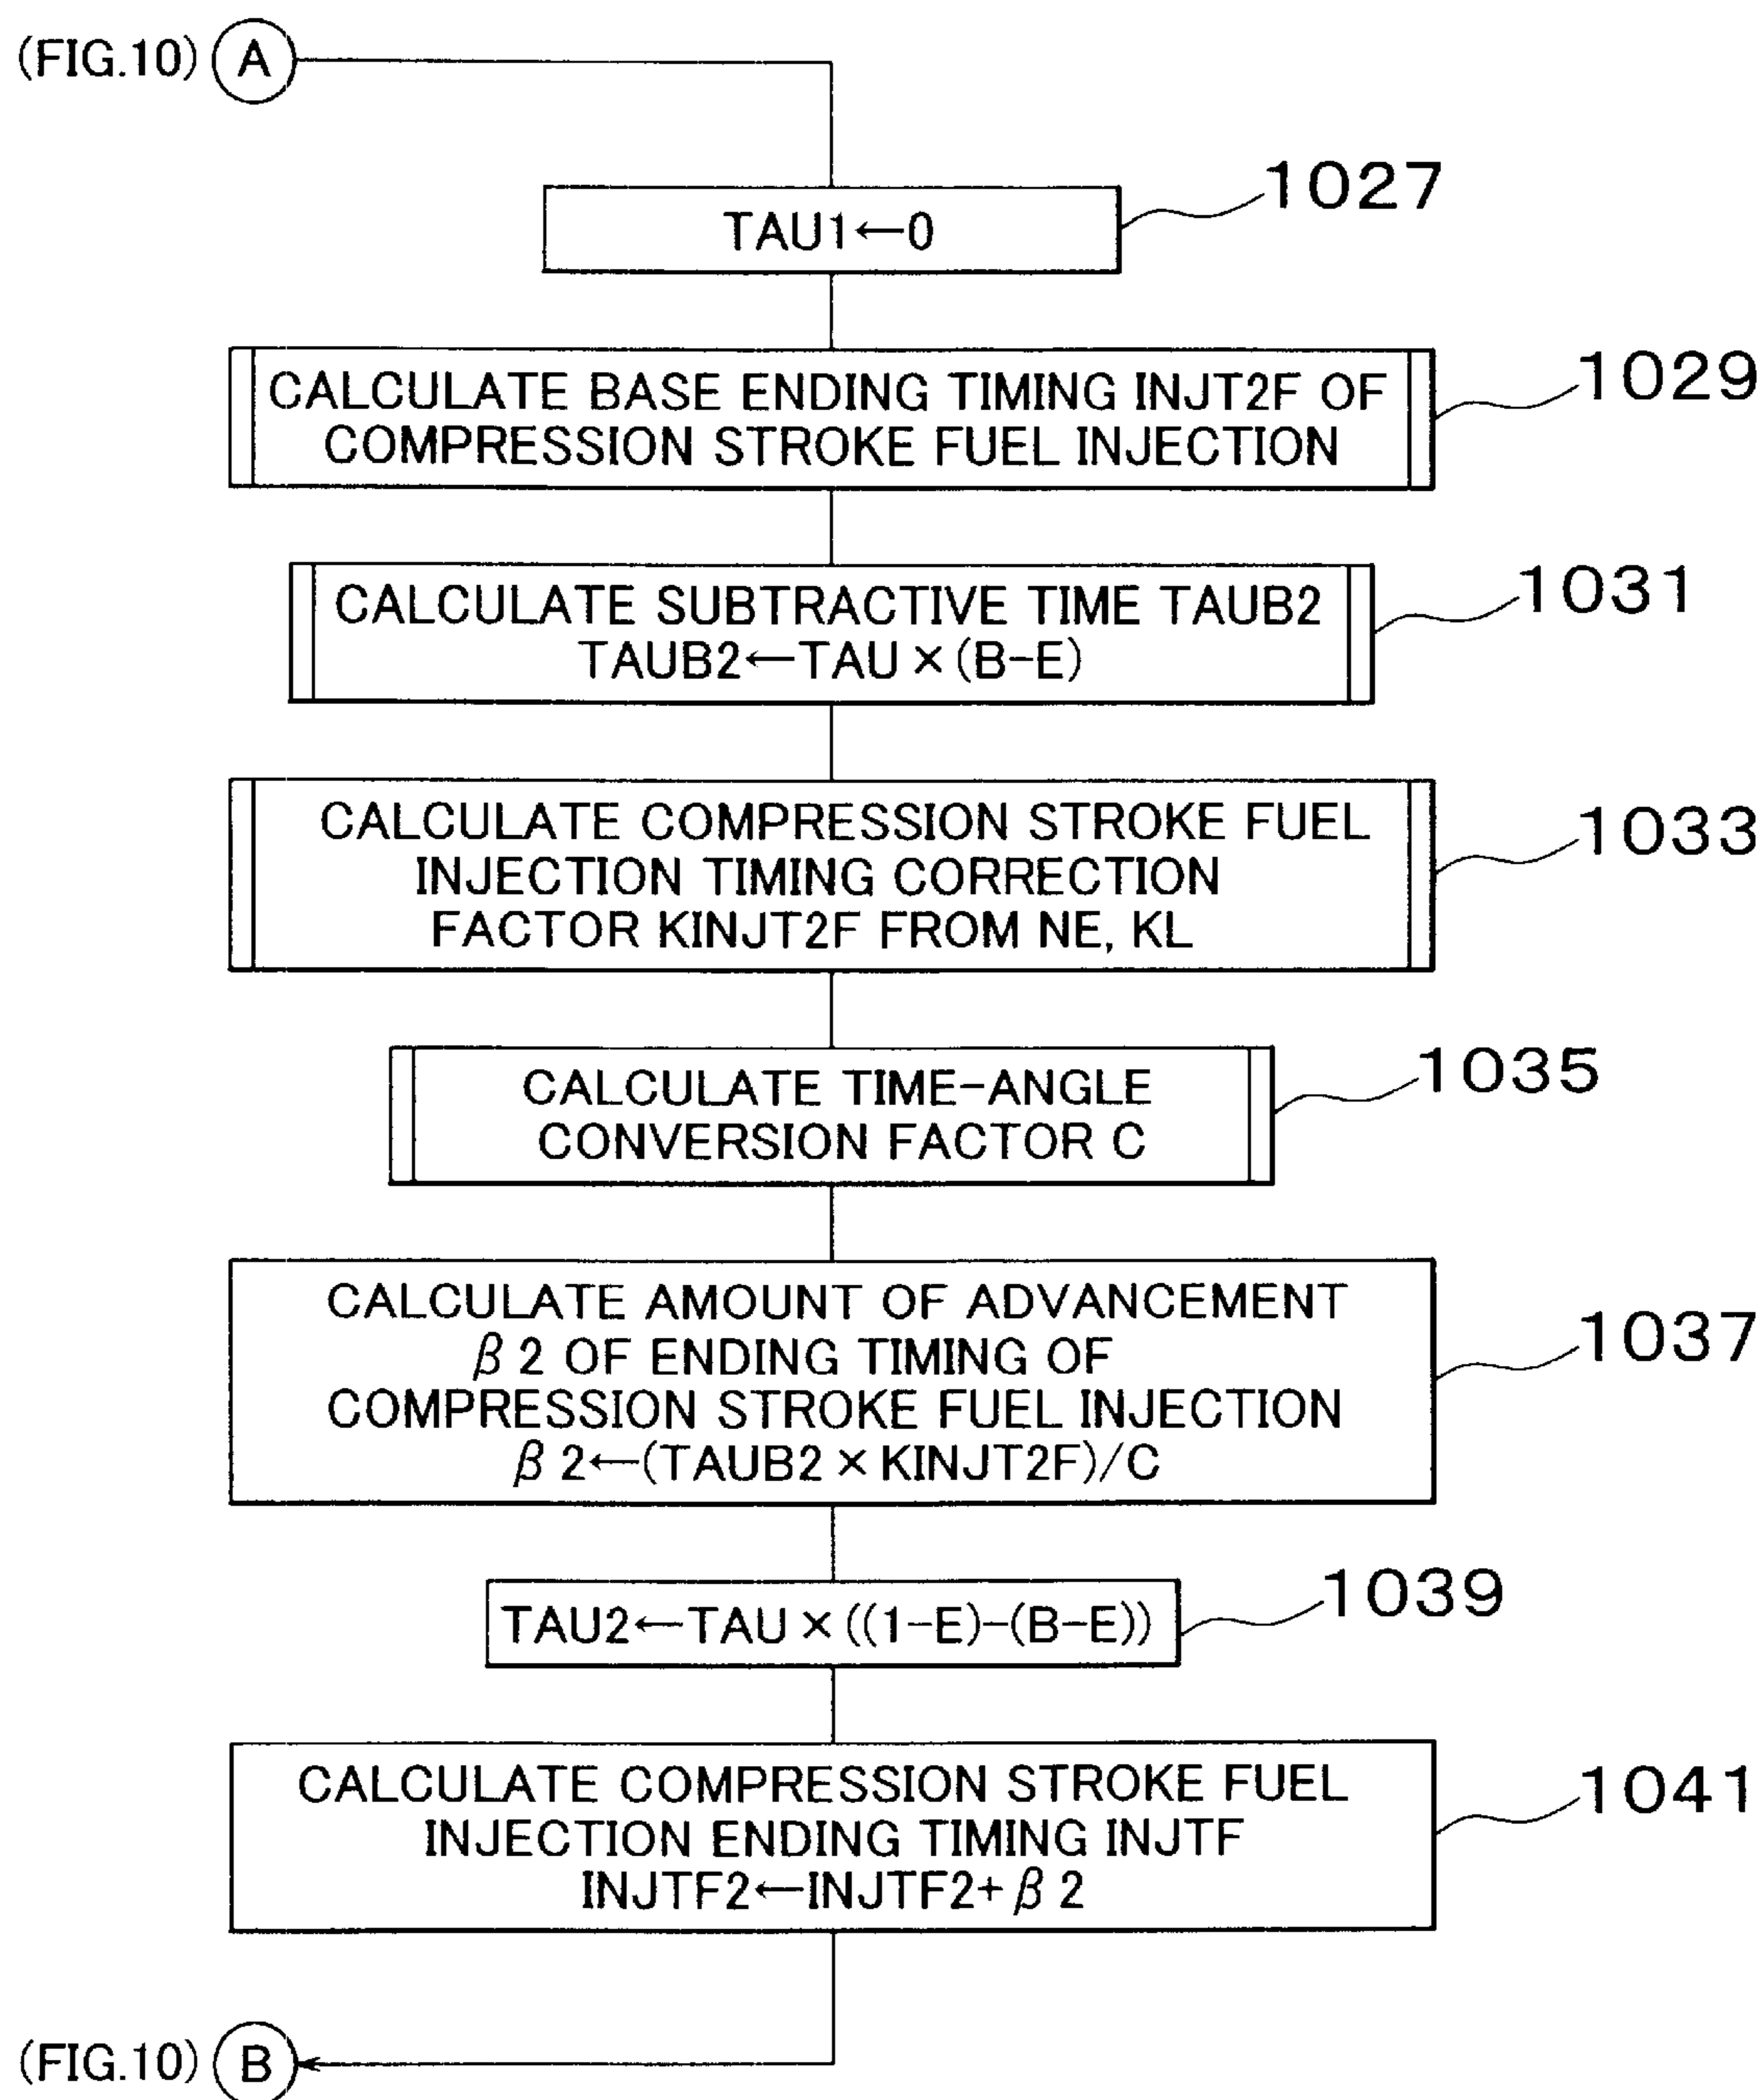 (FIG.10) A
1027
TAU1←0
1029
CALCULATE BASE ENDING TIMING INJT2F OF
COMPRESSION STROKE FUEL INJECTION
1031
CALCULATE SUBTRACTIVE TIME TAUB2
TAUB2←TAU×(B-E)
1033
CALCULATE COMPRESSION STROKE FUEL
INJECTION TIMING CORRECTION
FACTOR KINJT2F FROM NE, KL
1035
CALCULATE TIME-ANGLE
CONVERSION FACTOR C
1037
CALCULATE AMOUNT OF ADVANCEMENT
β2 OF ENDING TIMING OF
COMPRESSION STROKE FUEL INJECTION
β2←(TAUB2×KINJT2F)/C
1039
TAU2←TAU×((1-E)-(B-E))
1041
CALCULATE COMPRESSION STROKE FUEL
INJECTION ENDING TIMING INJTF
INJTF2←INJTF2+β2
(FIG.10) B